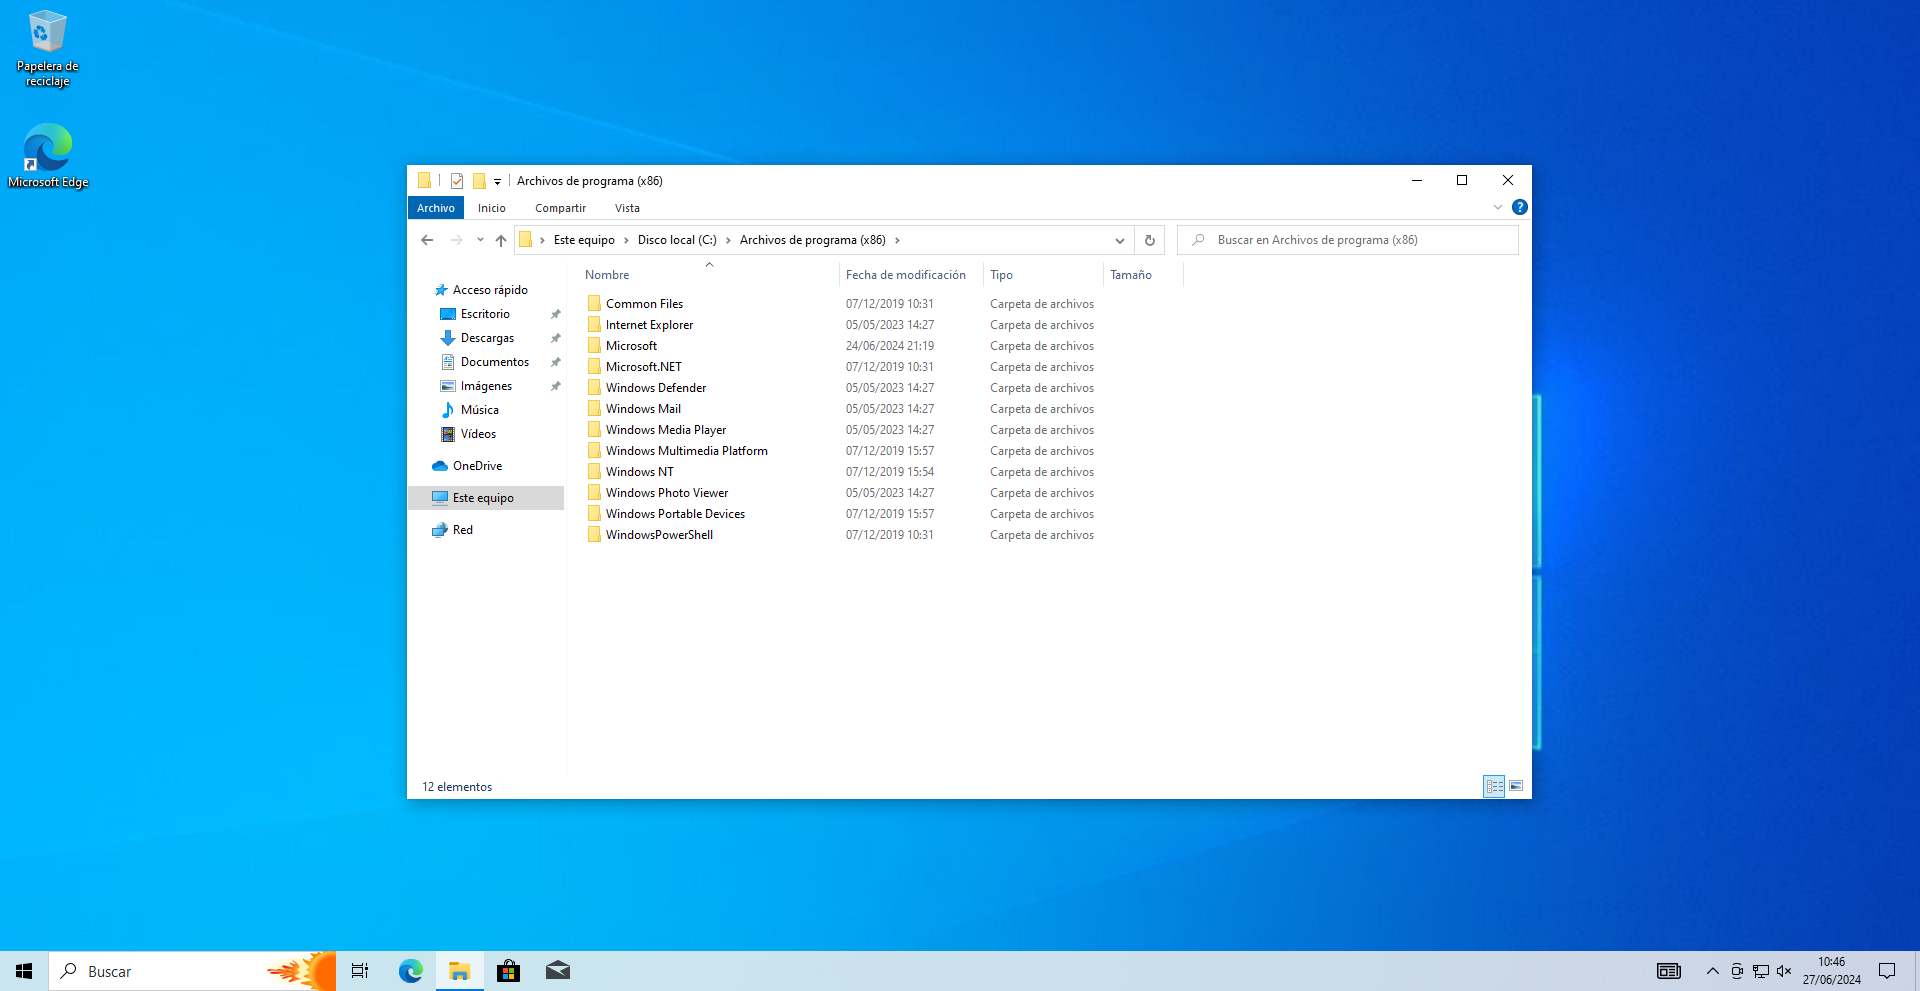 Papelera de
reciclaje
Microsoft Edge
Archivos de programa (x86)
Archivo Inicio Compartir Vista
Este equipo Disco local (C:) Archivos de programa (x86)
Buscar en Archivos de programa (x86)
Acceso rápido
Escritorio
Descargas
Documentos
Imágenes
Música
Vídeos
OneDrive
Este equipo
Red
Nombre Fecha de modificación Tipo Tamaño
Common Files 07/12/2019 10:31 Carpeta de archivos
Internet Explorer 05/05/2023 14:27 Carpeta de archivos
Microsoft 24/06/2024 21:19 Carpeta de archivos
Microsoft.NET 07/12/2019 10:31 Carpeta de archivos
Windows Defender 05/05/2023 14:27 Carpeta de archivos
Windows Mail 05/05/2023 14:27 Carpeta de archivos
Windows Media Player 05/05/2023 14:27 Carpeta de archivos
Windows Multimedia Platform 07/12/2019 15:57 Carpeta de archivos
Windows NT 07/12/2019 15:54 Carpeta de archivos
Windows Photo Viewer 05/05/2023 14:27 Carpeta de archivos
Windows Portable Devices 07/12/2019 15:57 Carpeta de archivos
WindowsPowerShell 07/12/2019 10:31 Carpeta de archivos
12 elementos
Buscar
10:46
27/06/2024